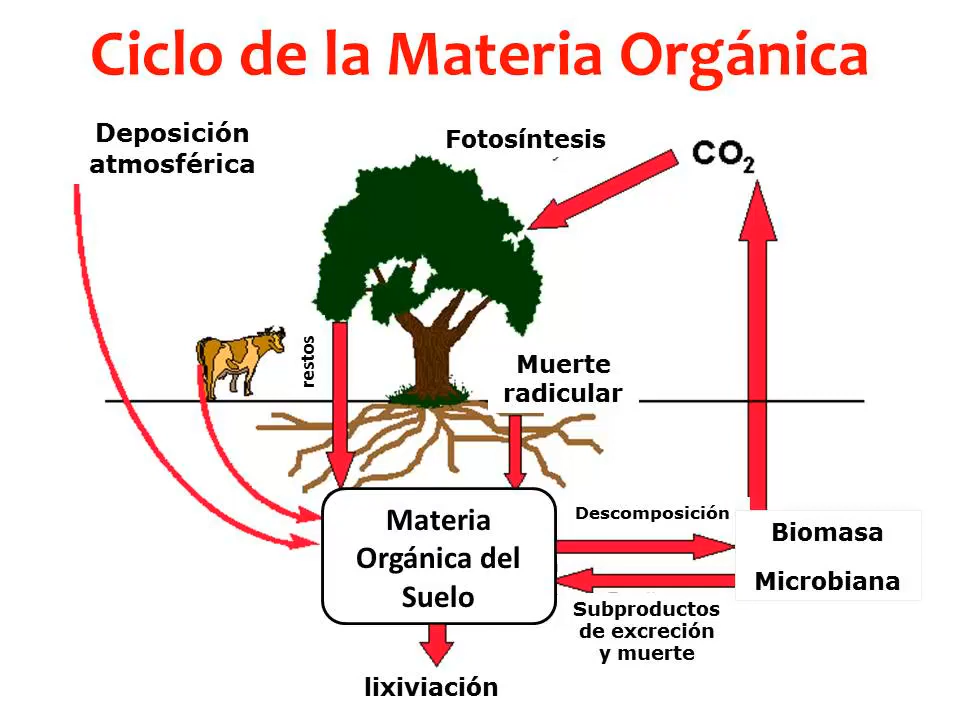 Ciclo de la Materia Orgánica
Deposición
atmosférica
Fotosíntesis
CO₂
restos
Muerte
radicular
Materia
Orgánica del
Suelo
Descomposición
Biomasa
Microbiana
Subproductos
de excreción
y muerte
lixiviación